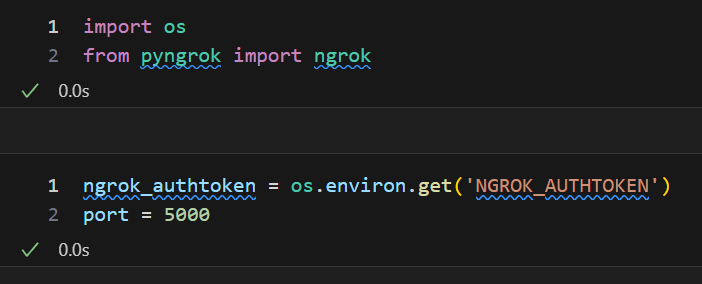 1 import os
2 from pyngrok import ngrok
0.0s
1 ngrok_authtoken = os.environ.get('NGROK_AUTHTOKEN')
2 port = 5000
0.0s